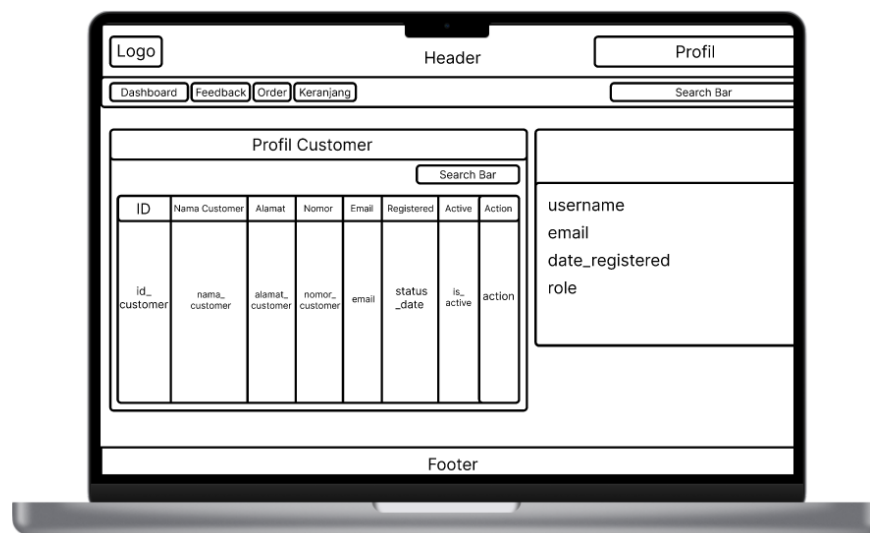 Logo
Header
Profil
Dashboard Feedback Order Keranjang
Search Bar
Profil Customer
Search Bar
ID Nama Customer Alamat Nomor Email Registered Active Action
id_
customer
nama_
customer
alamat_
customer
nomor_
customer
email
status
_date
is_
active
action
username
email
date_registered
role
Footer